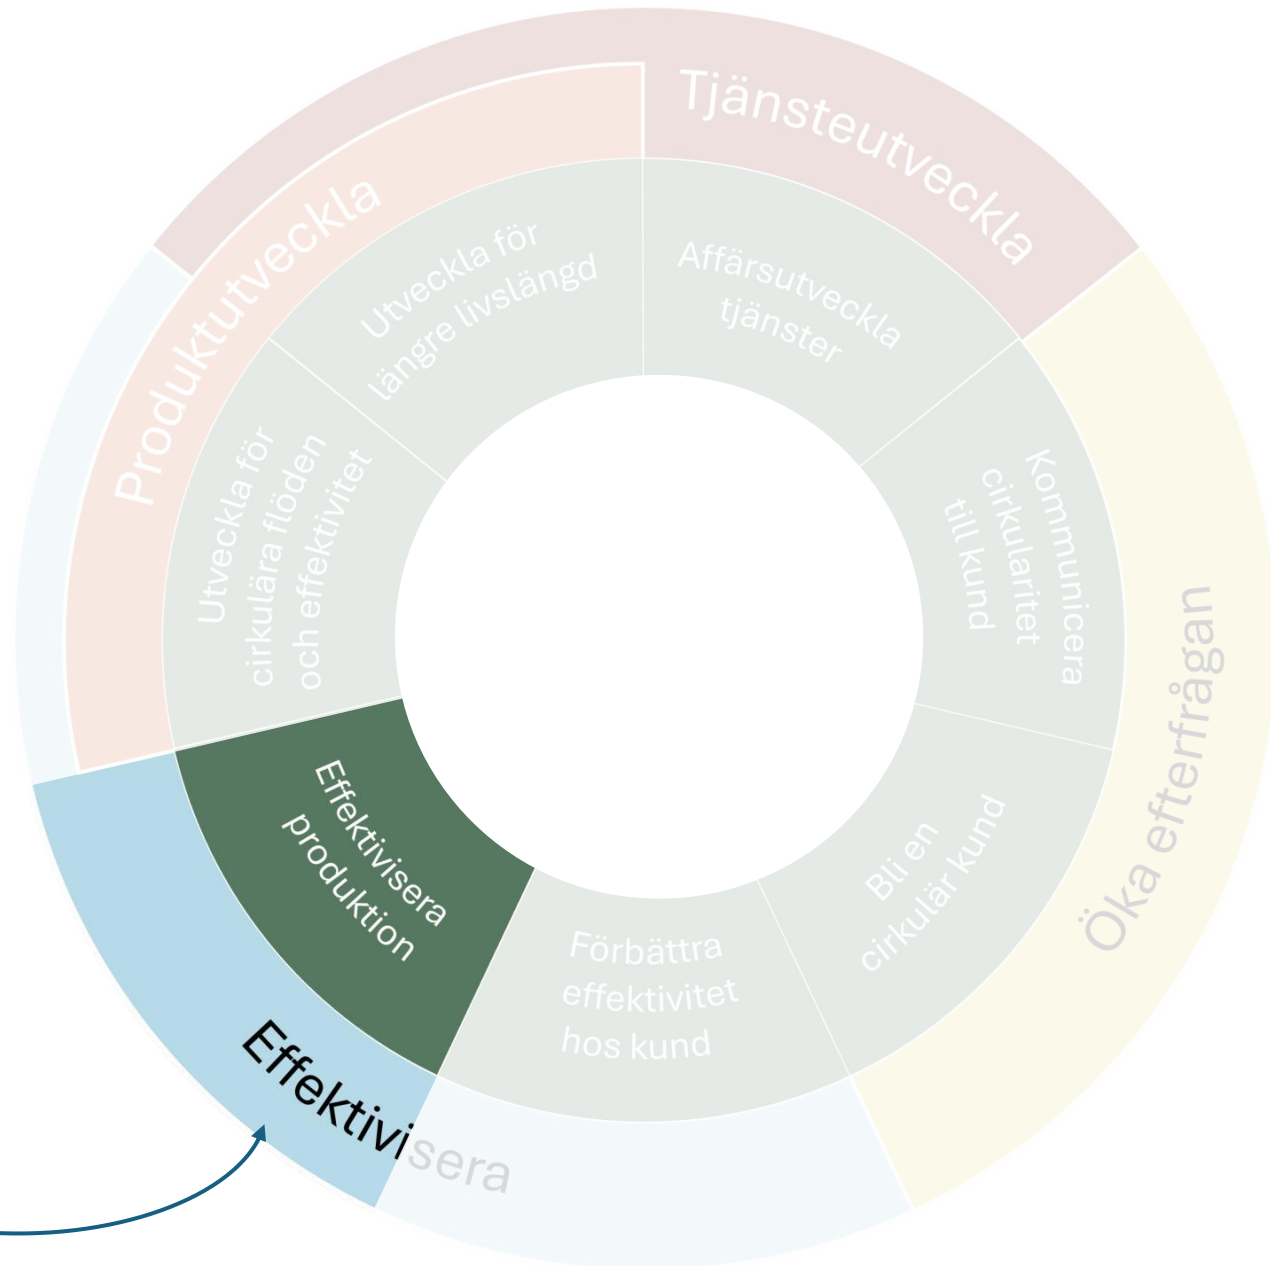 Tjänsteutveckla
Produktutveckla
Utveckla för
längre livslängd
Affärsutveckla
tjänster
Utveckla för
cirkulära flöden
och effektivitet
Kommunicera
cirkularitet
till kund
Öka efterfrågan
Effektivisera
produktion
Bli en
cirkulär kund
Förbättra
effektivitet
hos kund
Effektivisera